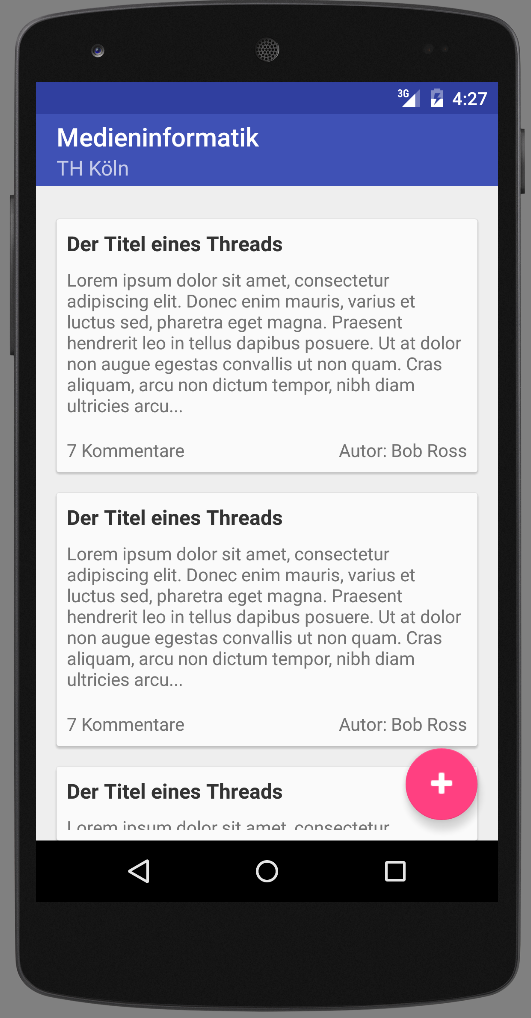 3G 4:27
Medieninformatik
TH Köln
Der Titel eines Threads
Lorem ipsum dolor sit amet, consectetur
adipiscing elit. Donec enim mauris, varius et
luctus sed, pharetra eget magna. Praesent
hendrerit leo in tellus dapibus posuere. Ut at dolor
non augue egestas convallis ut non quam. Cras
aliquam, arcu non dictum tempor, nibh diam
ultricies arcu...
7 Kommentare Autor: Bob Ross
Der Titel eines Threads
Lorem ipsum dolor sit amet, consectetur
adipiscing elit. Donec enim mauris, varius et
luctus sed, pharetra eget magna. Praesent
hendrerit leo in tellus dapibus posuere. Ut at dolor
non augue egestas convallis ut non quam. Cras
aliquam, arcu non dictum tempor, nibh diam
ultricies arcu...
7 Kommentare Autor: Bob Ross
Der Titel eines Threads
Lorem ipsum dolor sit amet, consectetur